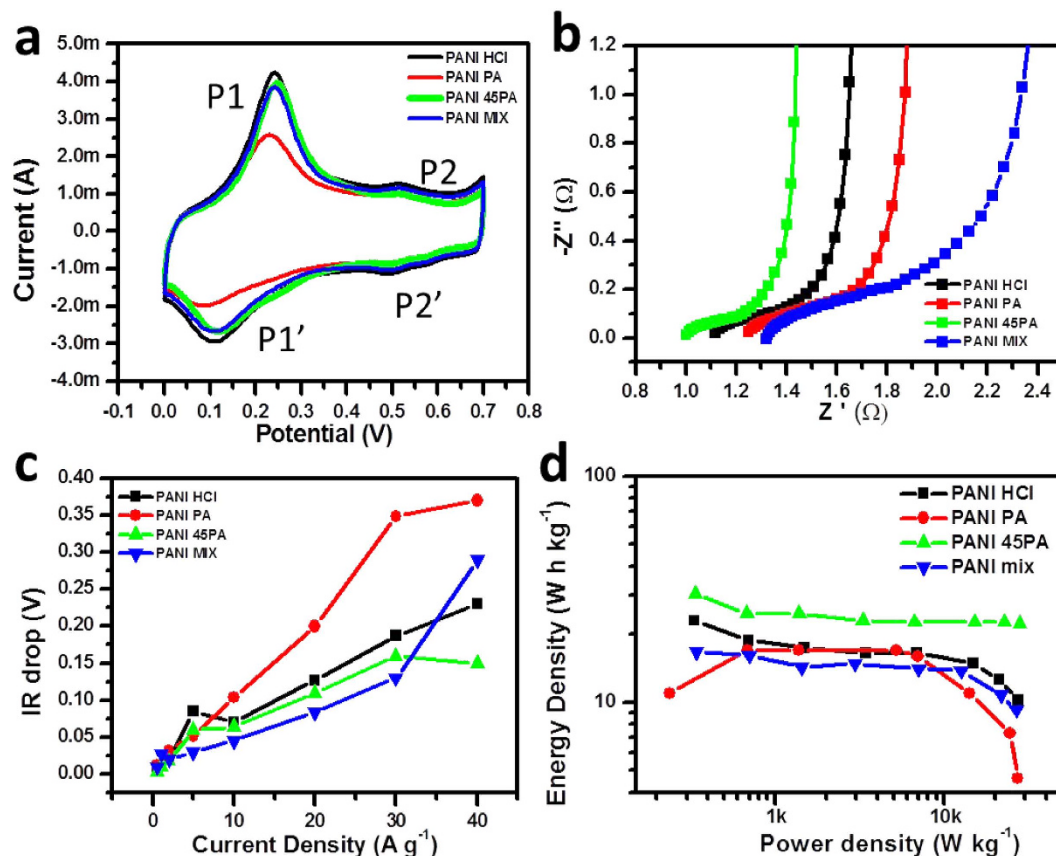 a
5.0m
4.0m
3.0m
2.0m
1.0m
0.0
-1.0m
-2.0m
-3.0m
-4.0m
Current (A)
P1
P2
P1'
P2'
PANI HCl
PANI PA
PANI 45PA
PANI MIX
-0.1 0.0 0.1 0.2 0.3 0.4 0.5 0.6 0.7 0.8
Potential (V)
b
1.2
1.0
0.8
0.6
0.4
0.2
0.0
-Z'' (Ω)
PANI HCl
PANI PA
PANI 45PA
PANI MIX
0.8 1.0 1.2 1.4 1.6 1.8 2.0 2.2 2.4
Z' (Ω)
c
0.40
0.35
0.30
0.25
0.20
0.15
0.10
0.05
0.00
IR drop (V)
PANI HCl
PANI PA
PANI 45PA
PANI MIX
0 10 20 30 40
Current Density (A g⁻¹)
d
100
10
Energy Density (W h kg⁻¹)
PANI HCl
PANI PA
PANI 45PA
PANI mix
1k 10k
Power density (W kg⁻¹)